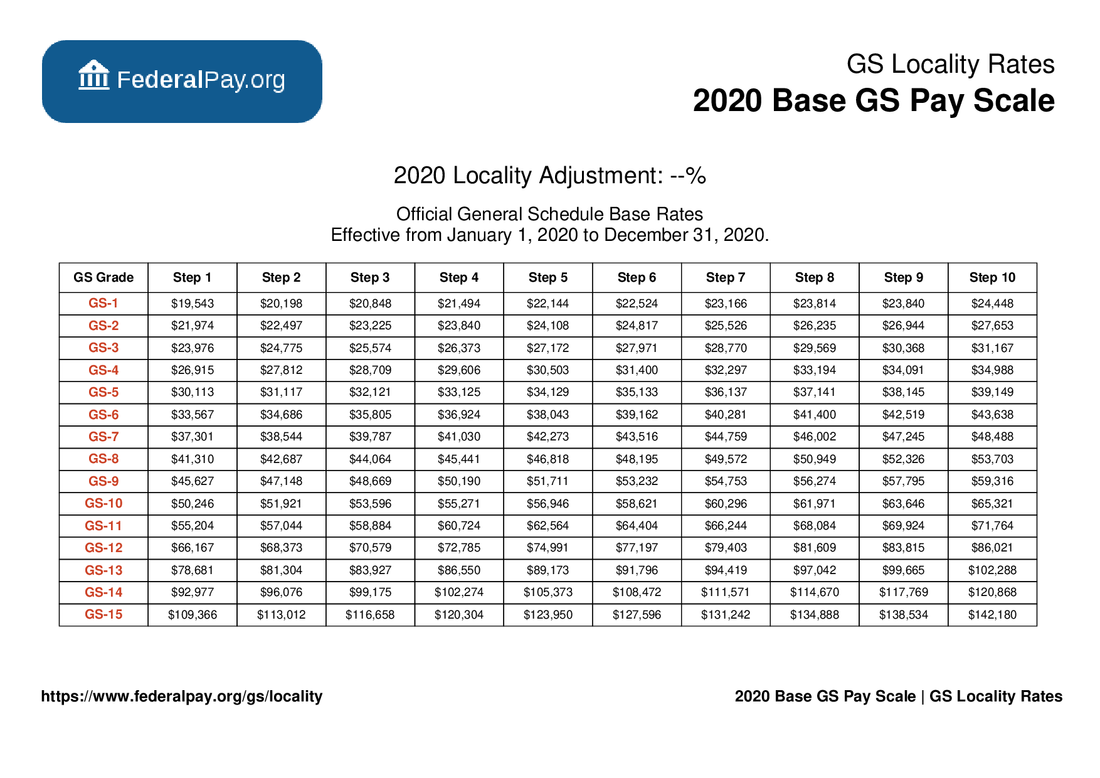 FederalPay.org
GS Locality Rates
2020 Base GS Pay Scale
2020 Locality Adjustment: --%
Official General Schedule Base Rates
Effective from January 1, 2020 to December 31, 2020.
GS Grade Step 1 Step 2 Step 3 Step 4 Step 5 Step 6 Step 7 Step 8 Step 9 Step 10
GS-1 $19,543 $20,198 $20,848 $21,494 $22,144 $22,524 $23,166 $23,814 $23,840 $24,448
GS-2 $21,974 $22,497 $23,225 $23,840 $24,108 $24,817 $25,526 $26,235 $26,944 $27,653
GS-3 $23,976 $24,775 $25,574 $26,373 $27,172 $27,971 $28,770 $29,569 $30,368 $31,167
GS-4 $26,915 $27,812 $28,709 $29,606 $30,503 $31,400 $32,297 $33,194 $34,091 $34,988
GS-5 $30,113 $31,117 $32,121 $33,125 $34,129 $35,133 $36,137 $37,141 $38,145 $39,149
GS-6 $33,567 $34,686 $35,805 $36,924 $38,043 $39,162 $40,281 $41,400 $42,519 $43,638
GS-7 $37,301 $38,544 $39,787 $41,030 $42,273 $43,516 $44,759 $46,002 $47,245 $48,488
GS-8 $41,310 $42,687 $44,064 $45,441 $46,818 $48,195 $49,572 $50,949 $52,326 $53,703
GS-9 $45,627 $47,148 $48,669 $50,190 $51,711 $53,232 $54,753 $56,274 $57,795 $59,316
GS-10 $50,246 $51,921 $53,596 $55,271 $56,946 $58,621 $60,296 $61,971 $63,646 $65,321
GS-11 $55,204 $57,044 $58,884 $60,724 $62,564 $64,404 $66,244 $68,084 $69,924 $71,764
GS-12 $66,167 $68,373 $70,579 $72,785 $74,991 $77,197 $79,403 $81,609 $83,815 $86,021
GS-13 $78,681 $81,304 $83,927 $86,550 $89,173 $91,796 $94,419 $97,042 $99,665 $102,288
GS-14 $92,977 $96,076 $99,175 $102,274 $105,373 $108,472 $111,571 $114,670 $117,769 $120,868
GS-15 $109,366 $113,012 $116,658 $120,304 $123,950 $127,596 $131,242 $134,888 $138,534 $142,180
https://www.federalpay.org/gs/locality
2020 Base GS Pay Scale | GS Locality Rates